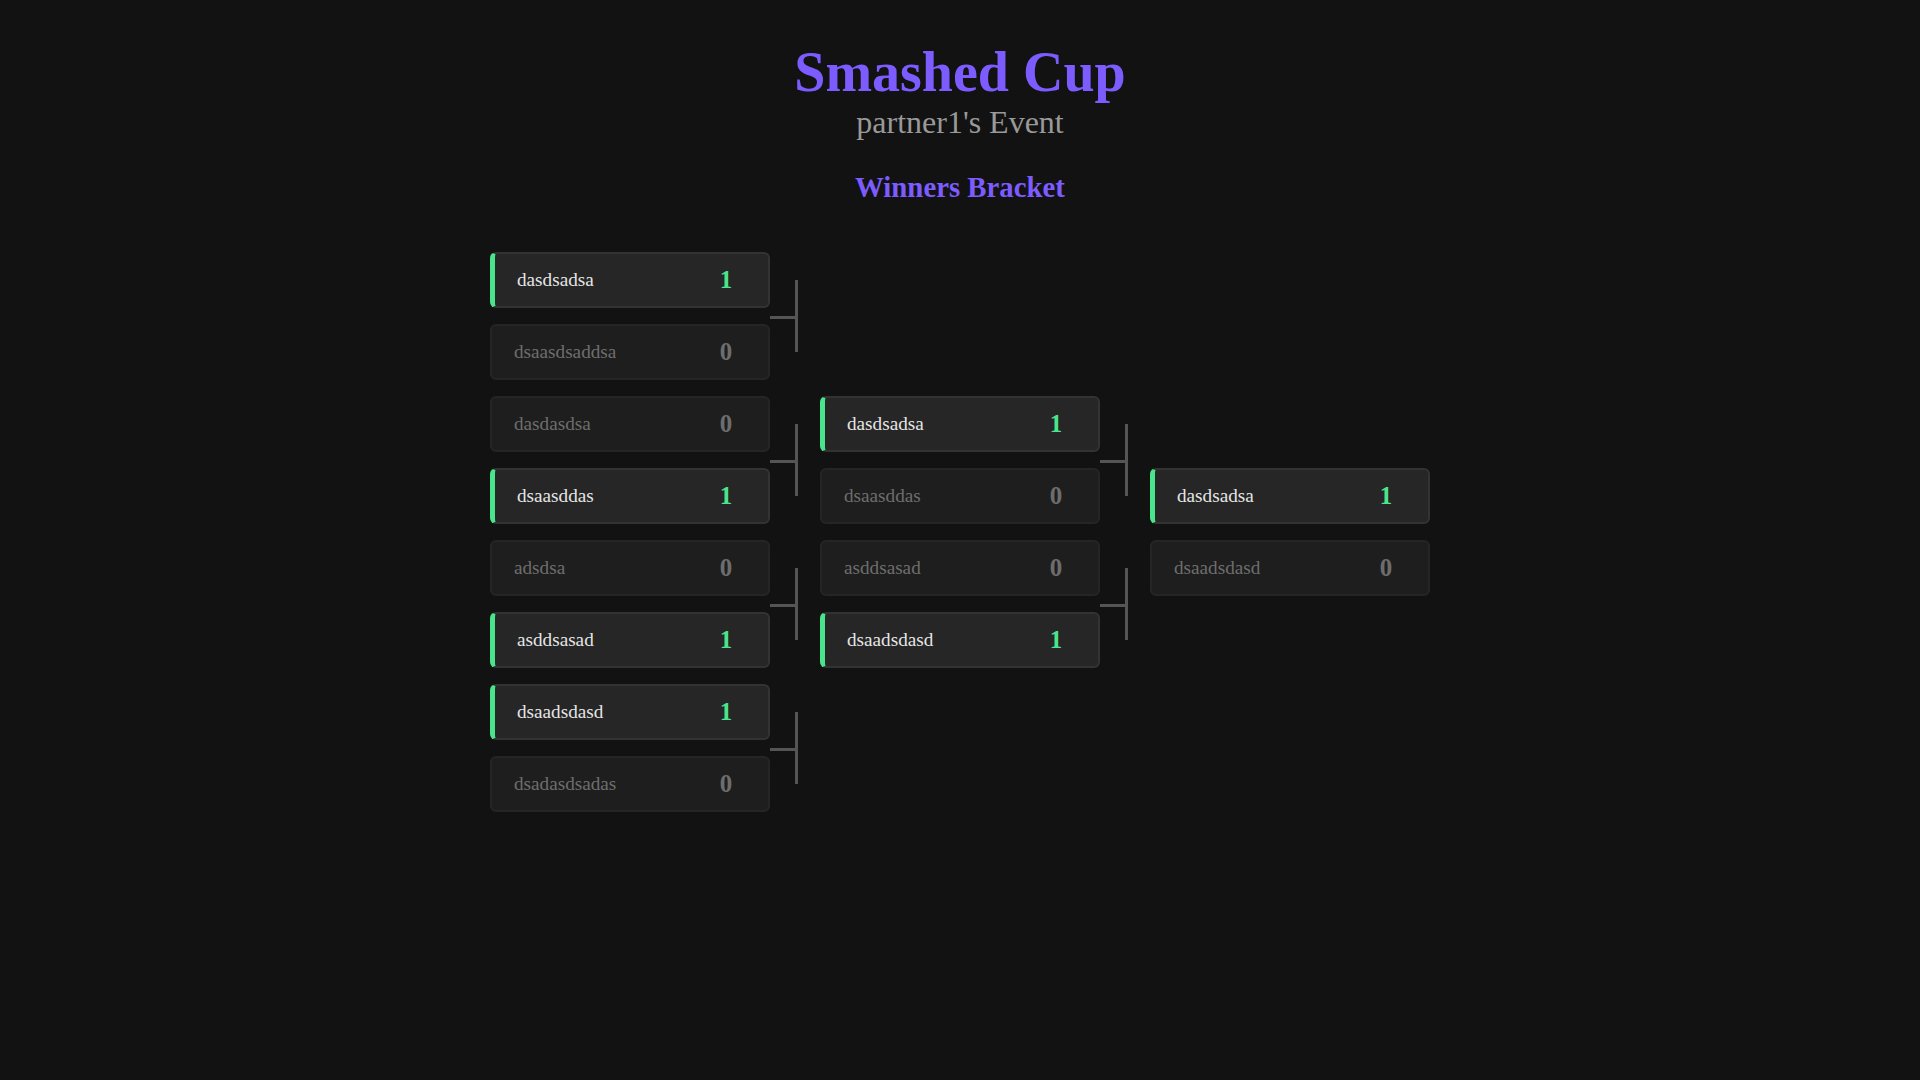 Smashed Cup
partner1's Event
Winners Bracket
dasdsadsa 1
dsaasdsaddsa 0
dasdasdsa 0
dsaasddas 1
adsdsa 0
asddsasad 1
dsaadsdasd 1
dsadasdsadas 0
dasdsadsa 1
dsaasddas 0
asddsasad 0
dsaadsdasd 1
dasdsadsa 1
dsaadsdasd 0